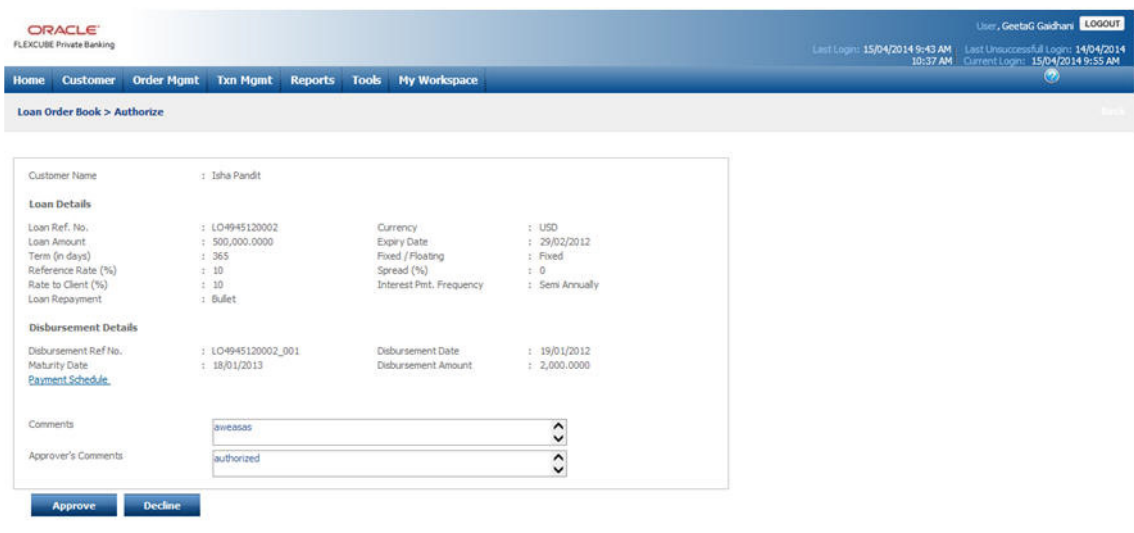 ORACLE
FLEXCUBE Private Banking
User, GeetaG Gaidhani LOGOUT
Last Login: 15/04/2014 9:43 AM Last Unsuccessful Login: 14/04/2014
10:37 AM Current Login: 15/04/2014 9:55 AM
?
Home Customer Order Mgmt Txn Mgmt Reports Tools My Workspace
Loan Order Book > Authorize Back
Customer Name : Isha Pandit
Loan Details
Loan Ref. No. : LO4945120002 Currency : USD
Loan Amount : 500,000.0000 Expiry Date : 29/02/2012
Term (in days) : 365 Fixed / Floating : Fixed
Reference Rate (%) : 10 Spread (%) : 0
Rate to Client (%) : 10 Interest Pmt. Frequency : Semi Annually
Loan Repayment : Bullet
Disbursement Details
Disbursement Ref No. : LO4945120002_001 Disbursement Date : 19/01/2012
Maturity Date : 18/01/2013 Disbursement Amount : 2,000.0000
Payment Schedule
Comments aweasas
Approver's Comments authorized
Approve Decline